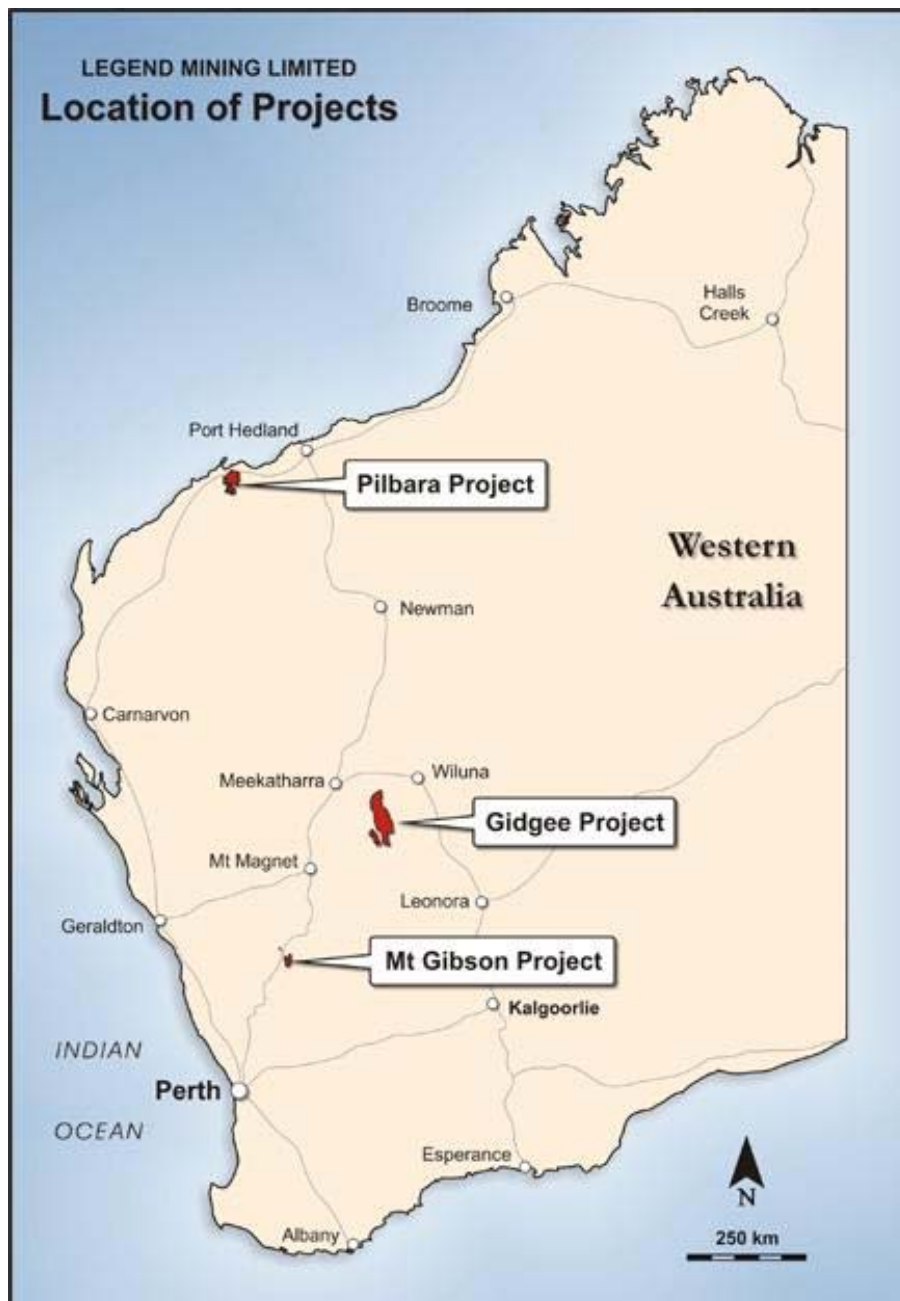 LEGEND MINING LIMITED
Location of Projects
Broome
Halls
Creek
Port Hedland
Pilbara Project
Western
Australia
Newman
Carnarvon
Meekatharra
Wiluna
Gidgee Project
Mt Magnet
Leonora
Geraldton
Mt Gibson Project
Kalgoorlie
INDIAN
Perth
OCEAN
Esperance
N
Albany
250 km